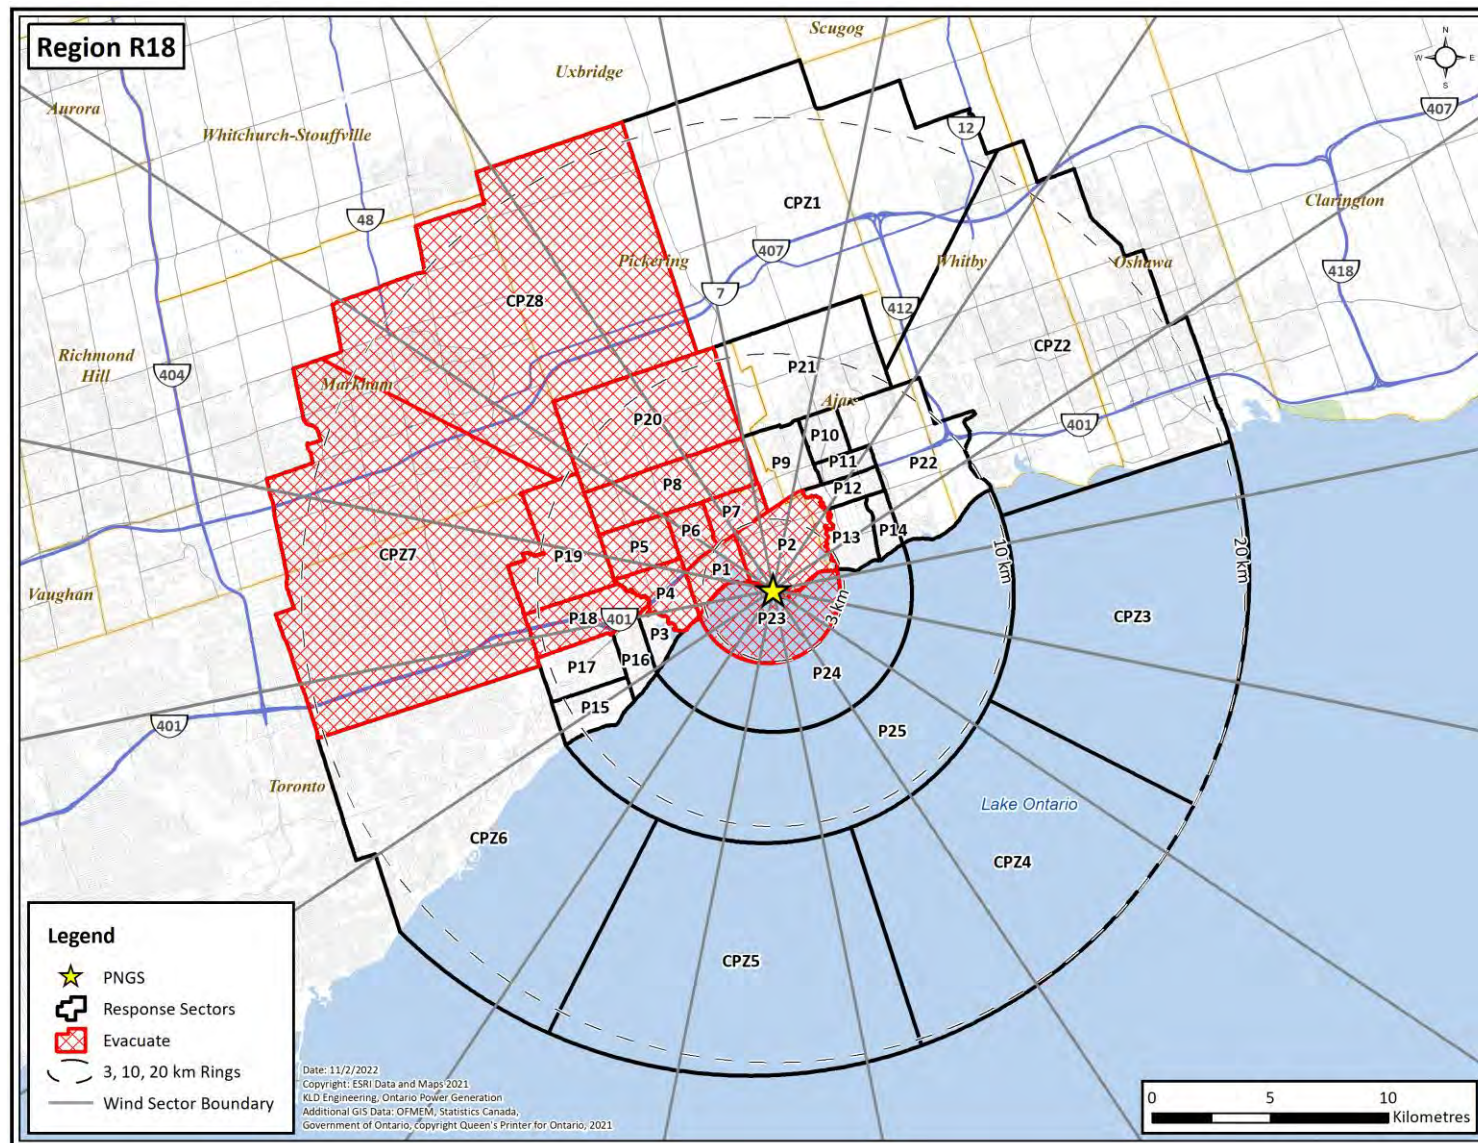 Region R18
Scugog
Uxbridge
N
W
E
S
Aurora
Whitchurch-Stouffville
12
407
CPZ1
Clarington
48
407
Pickering
Whitby
Oshawa
418
7
CPZ8
412
Richmond
Hill
404
Markham
CPZ2
P21
Ajax
P20
P10
401
P9
P11
P22
P8
P12
P7
P6
P13
P14
P5
P2
CPZ7
P19
10 km
20 km
P1
Vaughan
P4
3 km
P23
P18
401
CPZ3
P3
P17
P16
P24
P15
401
P25
Toronto
Lake Ontario
CPZ6
CPZ4
CPZ5
Legend
PNGS
Response Sectors
Evacuate
3, 10, 20 km Rings
Wind Sector Boundary
Date: 11/2/2022
Copyright: ESRI Data and Maps 2021
KLD Engineering, Ontario Power Generation
Additional GIS Data: OFMEM, Statistics Canada,
Government of Ontario, copyright Queen's Printer for Ontario, 2021
0 5 10
Kilometres